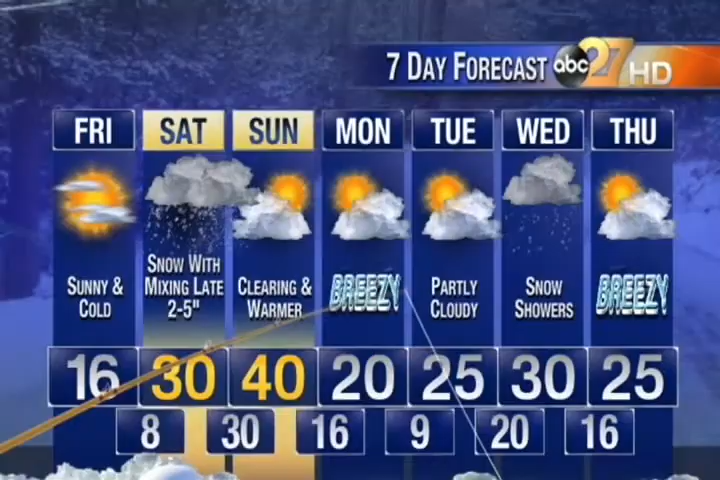 7 DAY FORECAST abc 27 HD
FRI SAT SUN MON TUE WED THU
SUNNY & COLD
SNOW WITH MIXING LATE 2-5"
CLEARING & WARMER
BREEZY
PARTLY CLOUDY
SNOW SHOWERS
BREEZY
16 30 40 20 25 30 25
8 30 16 9 20 16